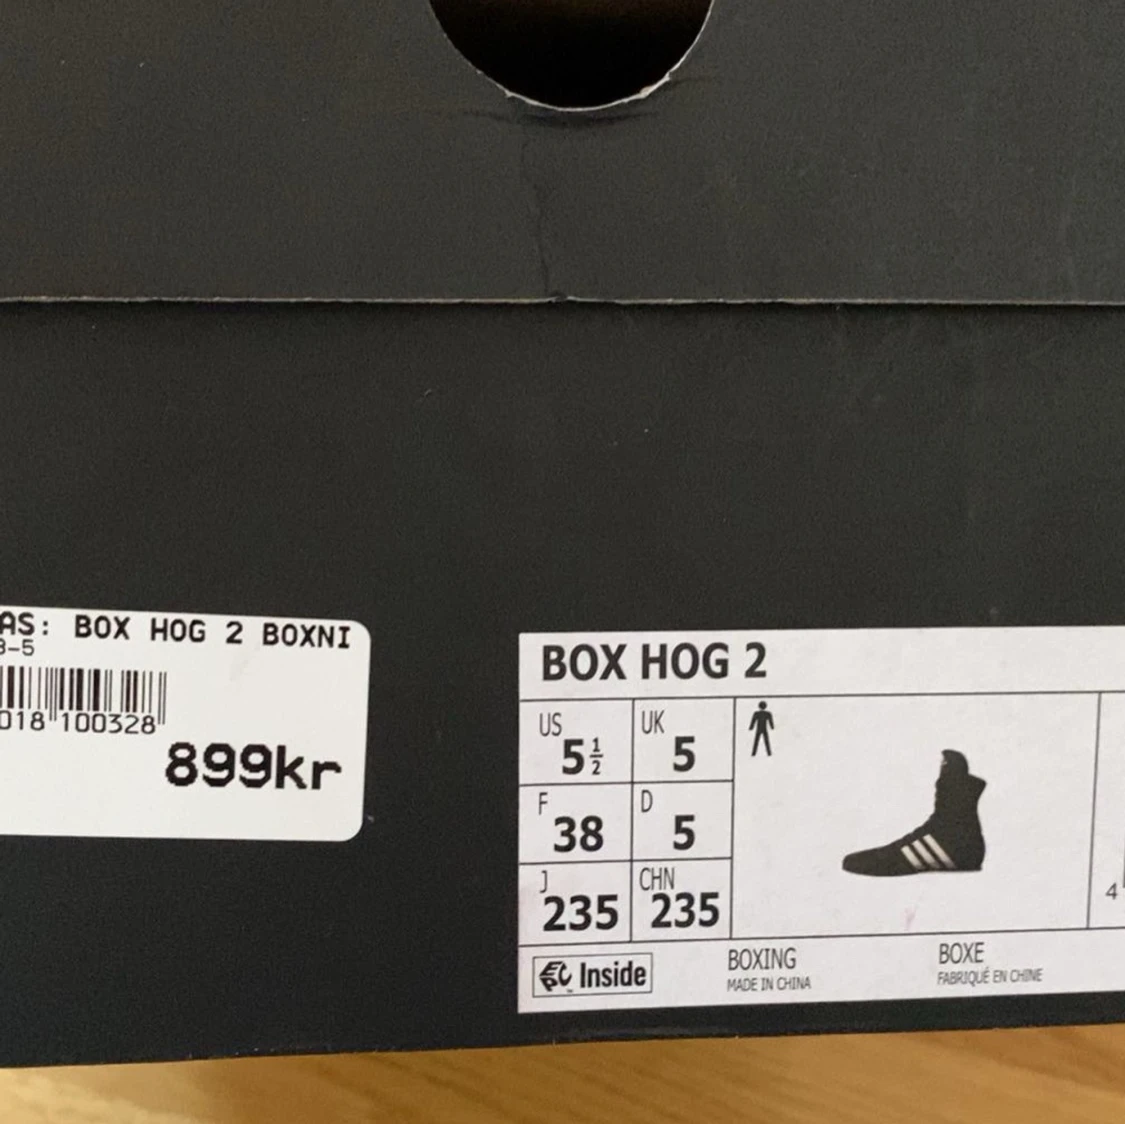 AS: BOX HOG 2 BOXNI
3-5
018 100328
899kr
BOX HOG 2
US 5½
UK 5
F 38
D 5
J 235
CHN 235
EPC Inside
BOXING
MADE IN CHINA
BOXE
FABRIQUÉ EN CHINE
4